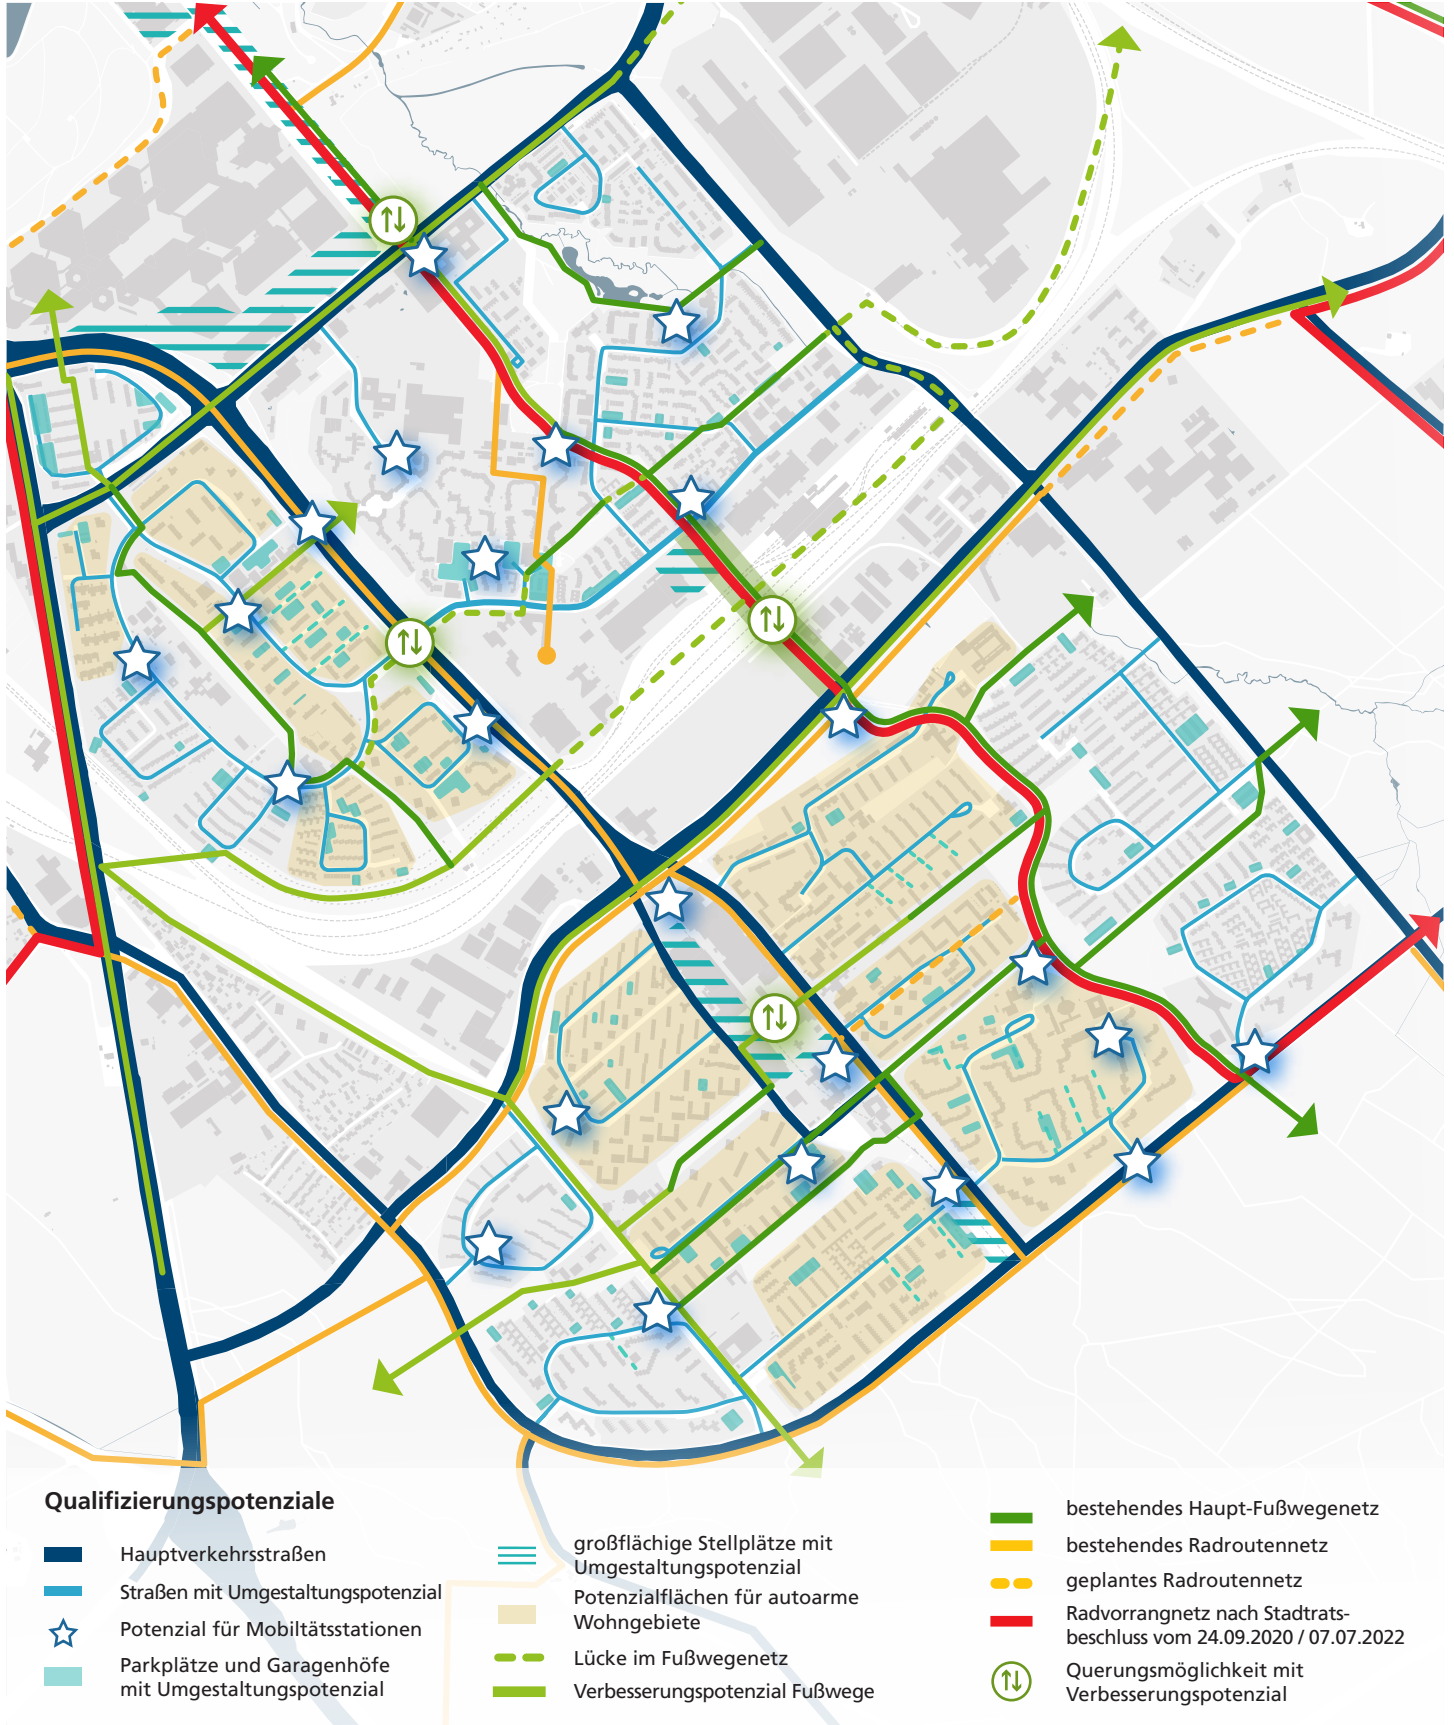 Qualifizierungspotenziale
Hauptverkehrsstraßen
Straßen mit Umgestaltungspotenzial
Potenzial für Mobiltätsstationen
Parkplätze und Garagenhöfe
mit Umgestaltungspotenzial
großflächige Stellplätze mit
Umgestaltungspotenzial
Potenzialflächen für autoarme
Wohngebiete
Lücke im Fußwegenetz
Verbesserungspotenzial Fußwege
bestehendes Haupt-Fußwegenetz
bestehendes Radroutennetz
geplantes Radroutennetz
Radvorrangnetz nach Stadtrats-
beschluss vom 24.09.2020 / 07.07.2022
Querungsmöglichkeit mit
Verbesserungspotenzial